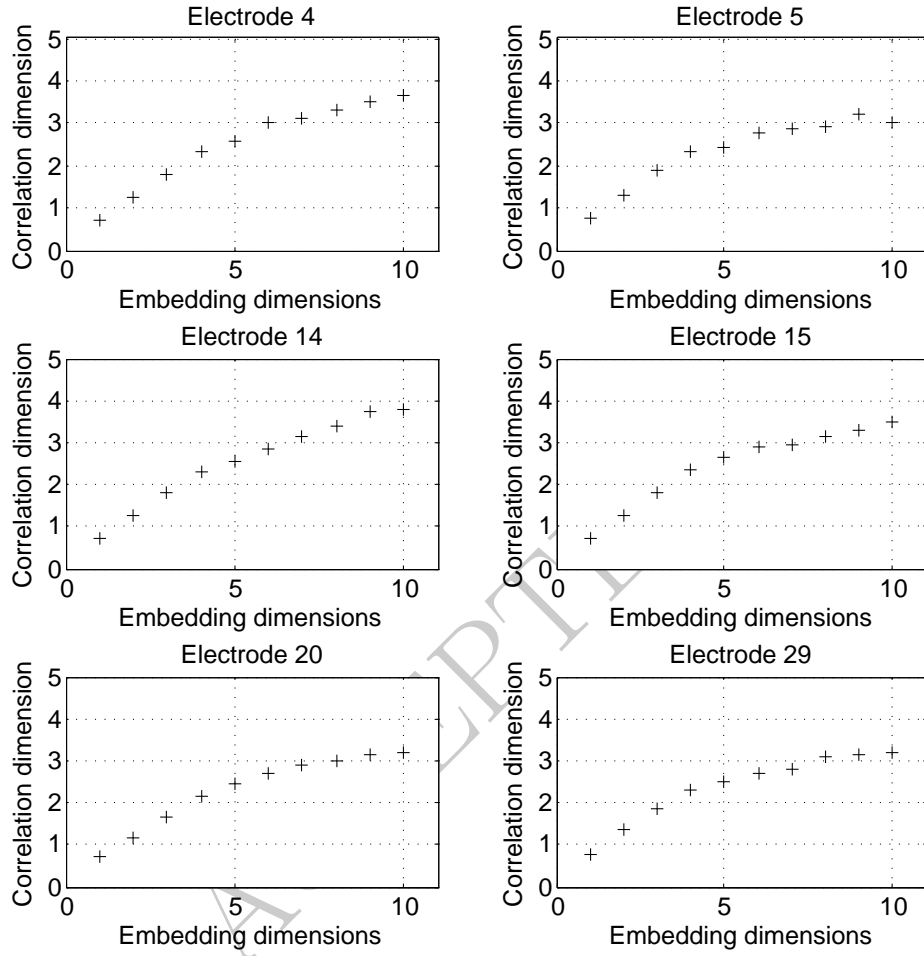 Electrode 4
5
4
3
2
1
0
0 5 10
Correlation dimension
Embedding dimensions
Electrode 5
5
4
3
2
1
0
0 5 10
Correlation dimension
Embedding dimensions
Electrode 14
5
4
3
2
1
0
0 5 10
Correlation dimension
Embedding dimensions
Electrode 15
5
4
3
2
1
0
0 5 10
Correlation dimension
Embedding dimensions
Electrode 20
5
4
3
2
1
0
0 5 10
Correlation dimension
Embedding dimensions
Electrode 29
5
4
3
2
1
0
0 5 10
Correlation dimension
Embedding dimensions